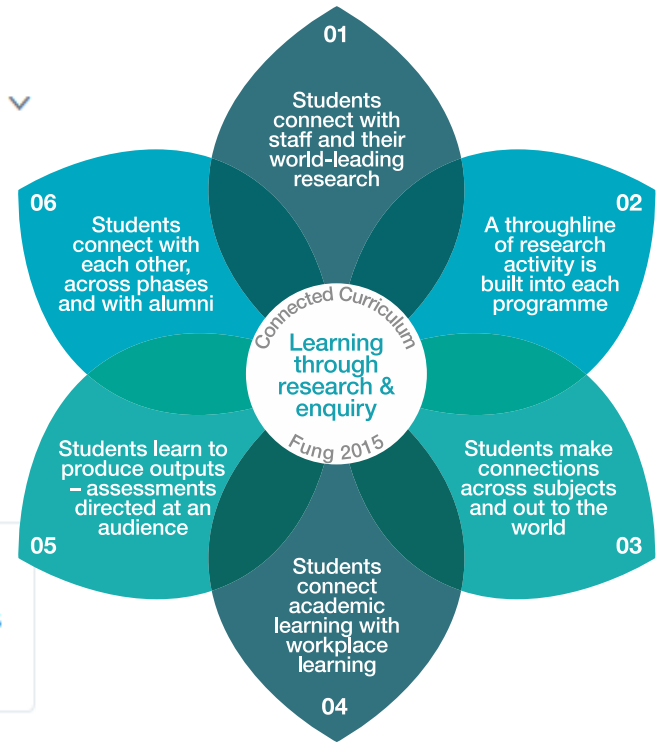 01
Students
connect with
staff and their
world-leading
research
02
A throughline
of research
activity is
built into each
programme
Students make
connections
across subjects
and out to the
world
03
Students
connect
academic
learning with
workplace
learning
04
Students learn to
produce outputs
– assessments
directed at an
audience
05
06
Students
connect with
each other,
across phases
and with alumni
Connected Curriculum
Learning
through
research &
enquiry
Fung 2015